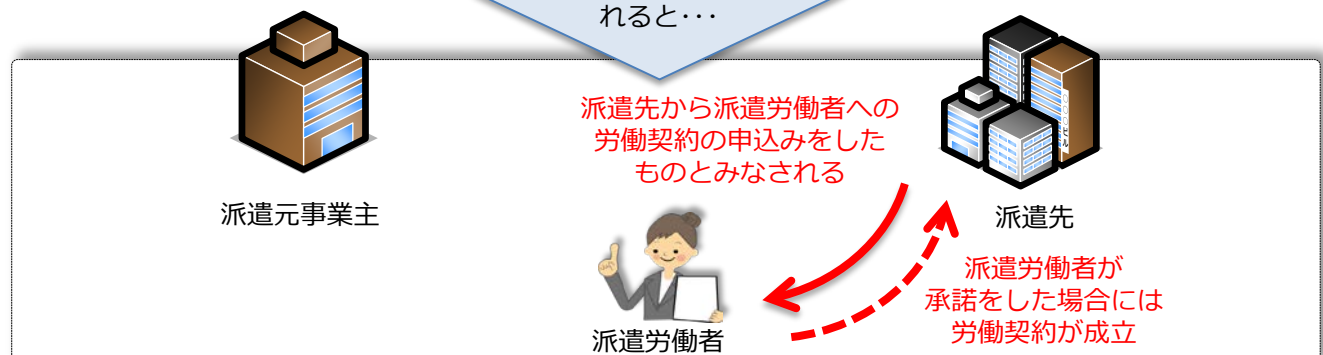 れると･･･
派遣先から派遣労働者への
労働契約の申込みをした
ものとみなされる
派遣元事業主
派遣先
派遣労働者が
承諾をした場合には
労働契約が成立
派遣労働者